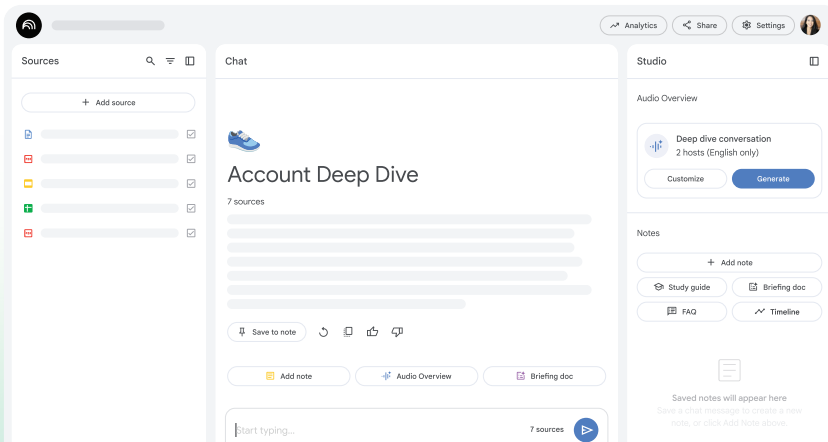 Analytics
Share
Settings
Sources
Chat
Studio
Add source
Audio Overview
Deep dive conversation
2 hosts (English only)
Customize
Generate
Account Deep Dive
7 sources
Notes
Add note
Study guide
Briefing doc
FAQ
Timeline
Save to note
Add note
Audio Overview
Briefing doc
Saved notes will appear here
Save a chat message to create a new
note, or click Add Note above.
Start typing...
7 sources